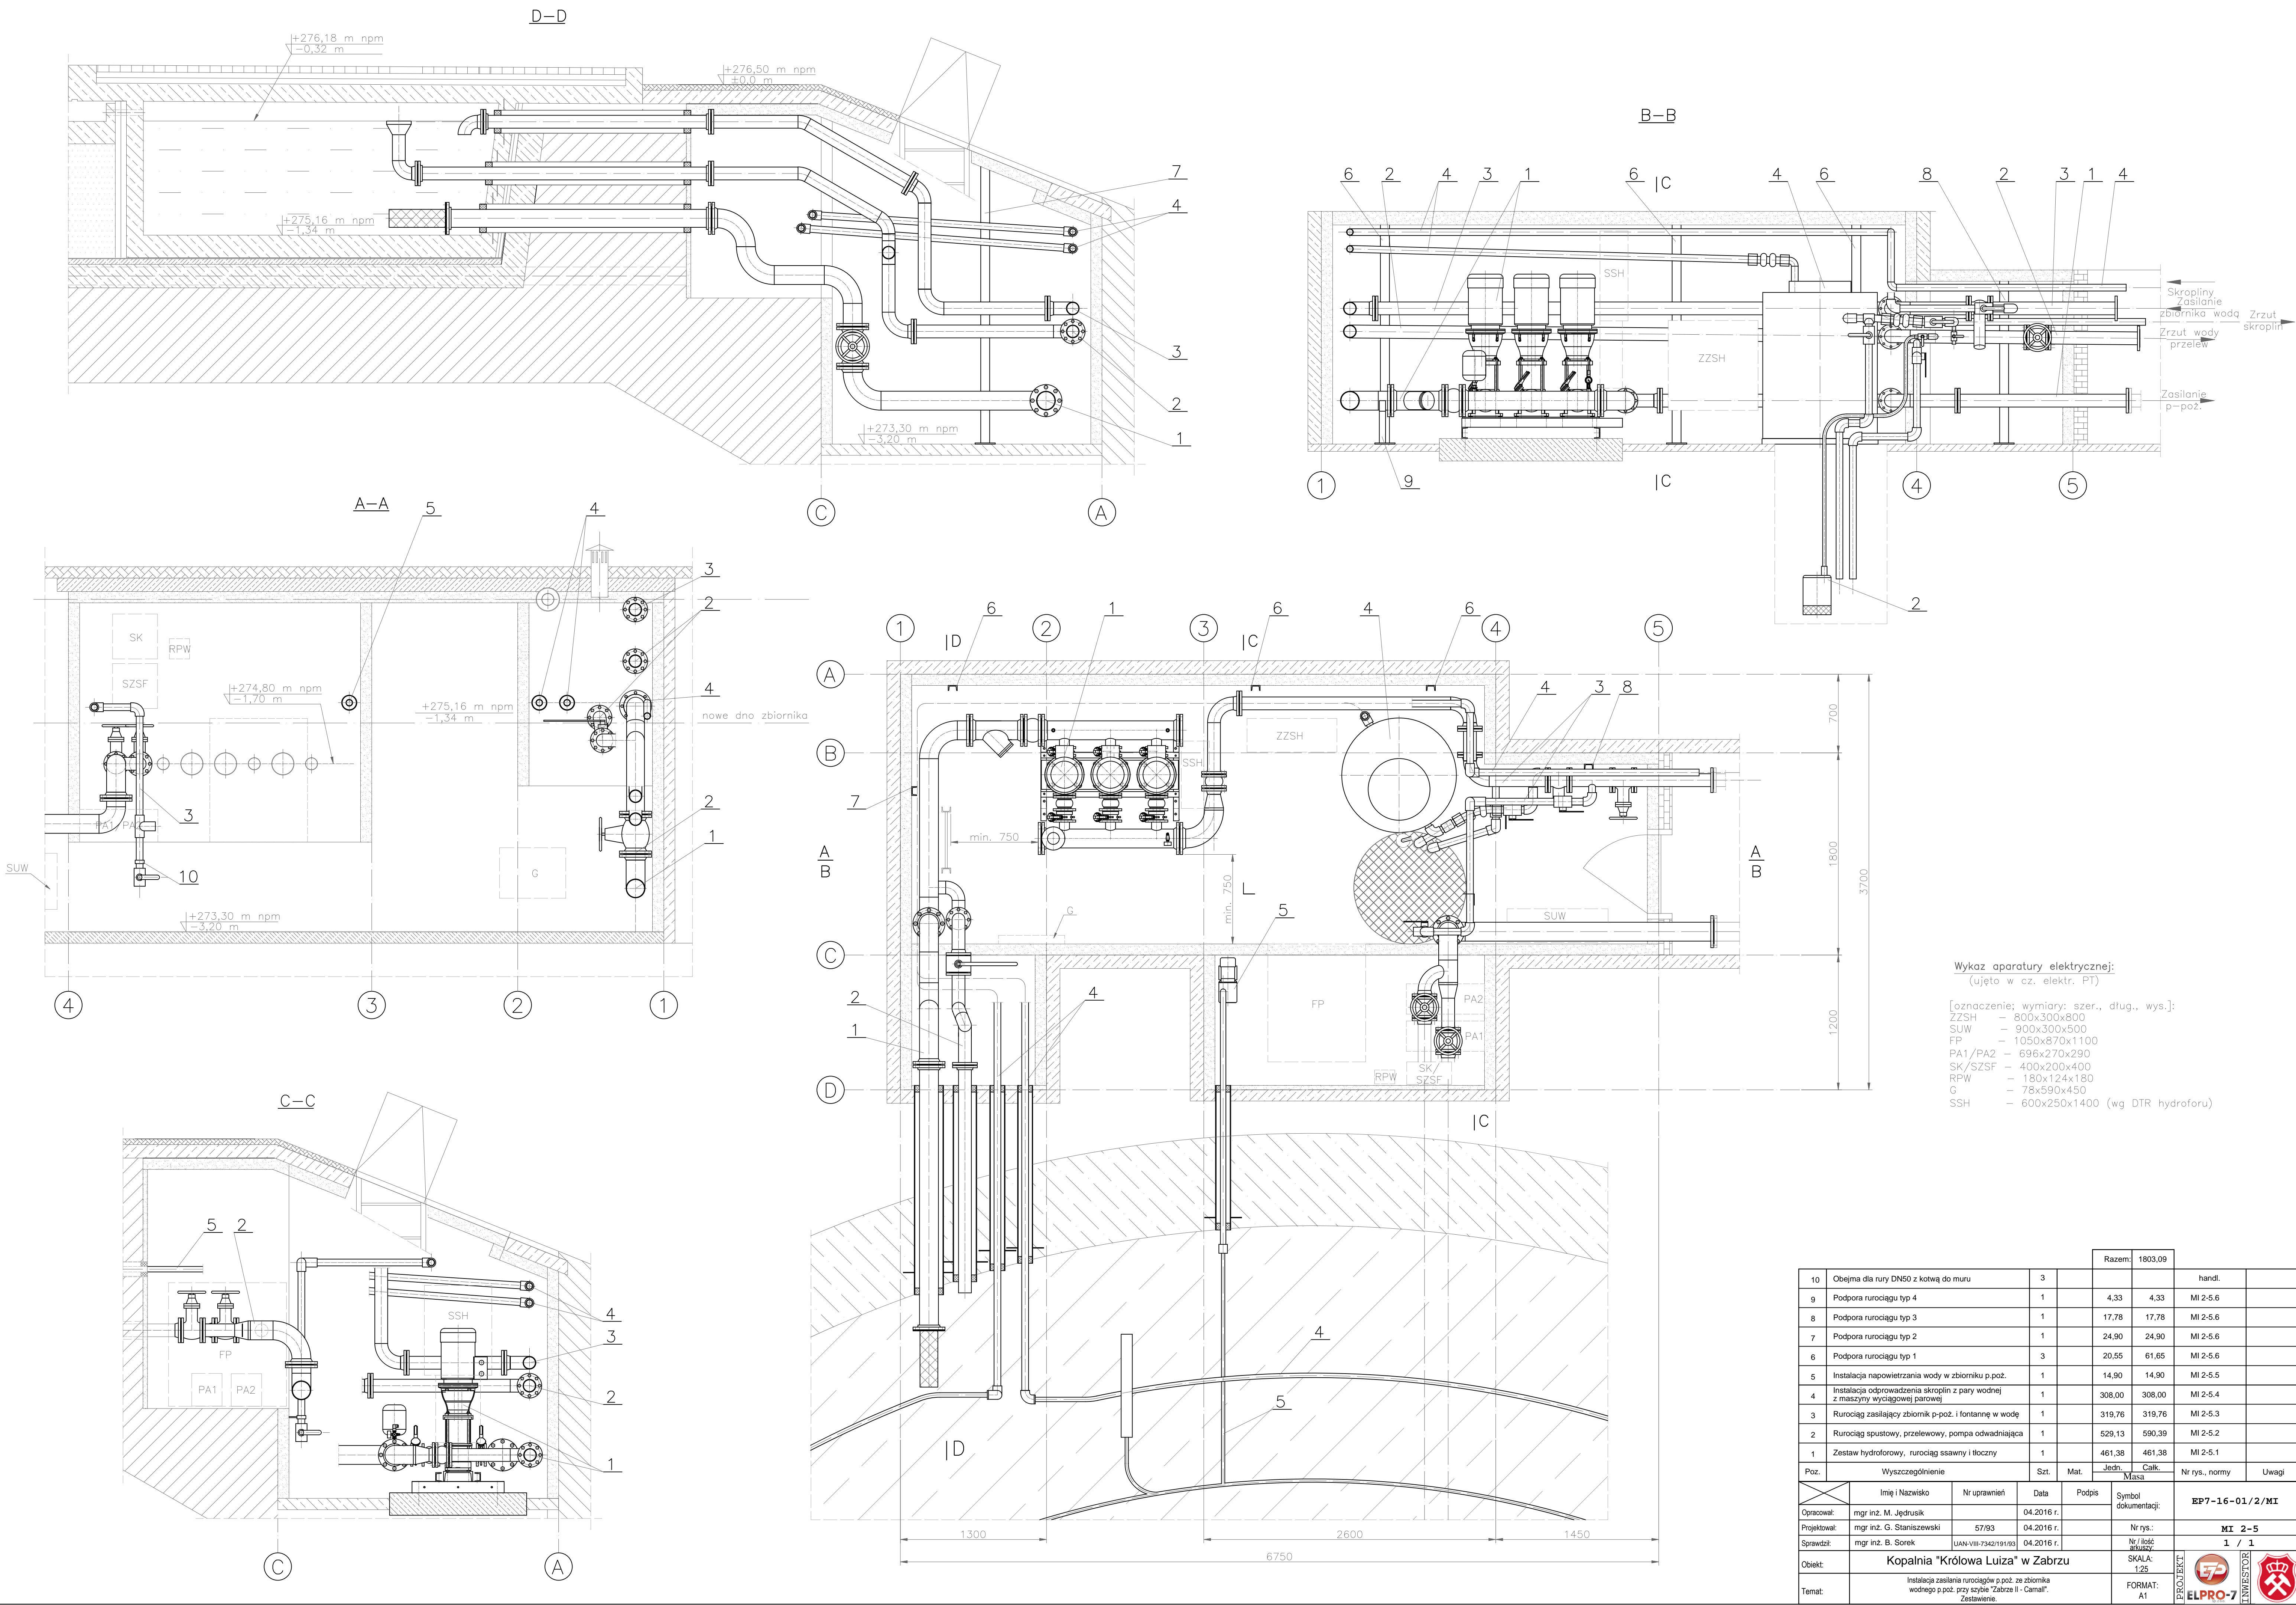 D–D
+276,18 m npm
−0,32 m
+276,50 m npm
±0,0 m
+275,16 m npm
−1,34 m
+273,30 m npm
−3,20 m
7
4
3
2
1
C
A
B–B
6 2 4 3 1 6 4 6 8 2 3 1 4
C
SSH
ZZSH
Skropliny
Zasilanie
zbiornika wodą
Zrzut
skroplin
Zrzut wody
przelew
Zasilanie
p–poż.
C
9
2
1
4
5
A–A
5
4
3
2
4
SK
RPW
SZSF
+274,80 m npm
−1,70 m
+275,16 m npm
−1,34 m
nowe dno zbiornika
PA1/PA2
3
2
1
10
SUW
G
+273,30 m npm
−3,20 m
4
3
2
1
1
2
3
4
5
D
C
6
1
6
4
6
A
B
C
D
4
3
8
ZZSH
SSH
7
min. 750
min. 750
A
B
A
B
G
5
SUW
FP
PA2
PA1
RPW
SK/
SZSF
2
1
4
C
4
5
D
700
1800
3700
1200
1300
2600
1450
6750
Wykaz aparatury elektrycznej:
(ujęto w cz. elektr. PT)
[oznaczenie; wymiary: szer., dług., wys.]:
ZZSH – 800x300x800
SUW – 900x300x500
FP – 1050x870x1100
PA1/PA2 – 696x270x290
SK/SZSF – 400x200x400
RPW – 180x124x180
G – 78x590x450
SSH – 600x250x1400 (wg DTR hydroforu)
C–C
5
2
SSH
FP
PA1
PA2
4
3
2
1
C
A
Razem: 1803,09
10 Obejma dla rury DN50 z kotwą do muru 3 handl.
9 Podpora rurociągu typ 4 1 4,33 4,33 MI 2-5.6
8 Podpora rurociągu typ 3 1 17,78 17,78 MI 2-5.6
7 Podpora rurociągu typ 2 1 24,90 24,90 MI 2-5.6
6 Podpora rurociągu typ 1 3 20,55 61,65 MI 2-5.6
5 Instalacja napowietrzania wody w zbiorniku p.poż. 1 14,90 14,90 MI 2-5.5
4 Instalacja odprowadzenia skroplin z pary wodnej
z maszyny wyciągowej parowej 1 308,00 308,00 MI 2-5.4
3 Rurociąg zasilający zbiornik p-poż. i fontannę w wodę 1 319,76 319,76 MI 2-5.3
2 Rurociąg spustowy, przelewowy, pompa odwadniająca 1 529,13 590,39 MI 2-5.2
1 Zestaw hydroforowy, rurociąg ssawny i tłoczny 1 461,38 461,38 MI 2-5.1
Poz. Wyszczególnienie Szt. Mat. Jedn. Całk. Masa Nr rys., normy Uwagi
Imię i Nazwisko Nr uprawnień Data Podpis
Symbol
dokumentacji:
EP7-16-01/2/MI
Opracował: mgr inż. M. Jędrusik 04.2016 r.
Projektował: mgr inż. G. Staniszewski 57/93 04.2016 r.
Nr rys.: MI 2-5
Sprawdził: mgr inż. B. Sorek UAN-VIII-7342/191/93 04.2016 r.
Nr / ilość
arkuszy:
1 / 1
Obiekt: Kopalnia "Królowa Luiza" w Zabrzu
SKALA:
1:25
Temat:
Instalacja zasilania rurociągów p.poż. ze zbiornika
wodnego p.poż. przy szybie "Zabrze II - Carnall".
Zestawienie.
FORMAT:
A1
PROJEKT
ELPRO-7
INWESTOR